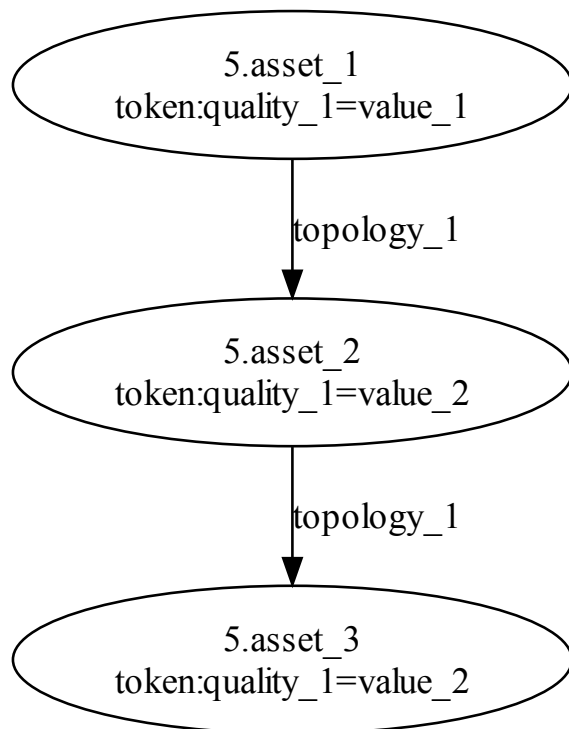 5.asset_1
token:quality_1=value_1
topology_1
5.asset_2
token:quality_1=value_2
topology_1
5.asset_3
token:quality_1=value_2